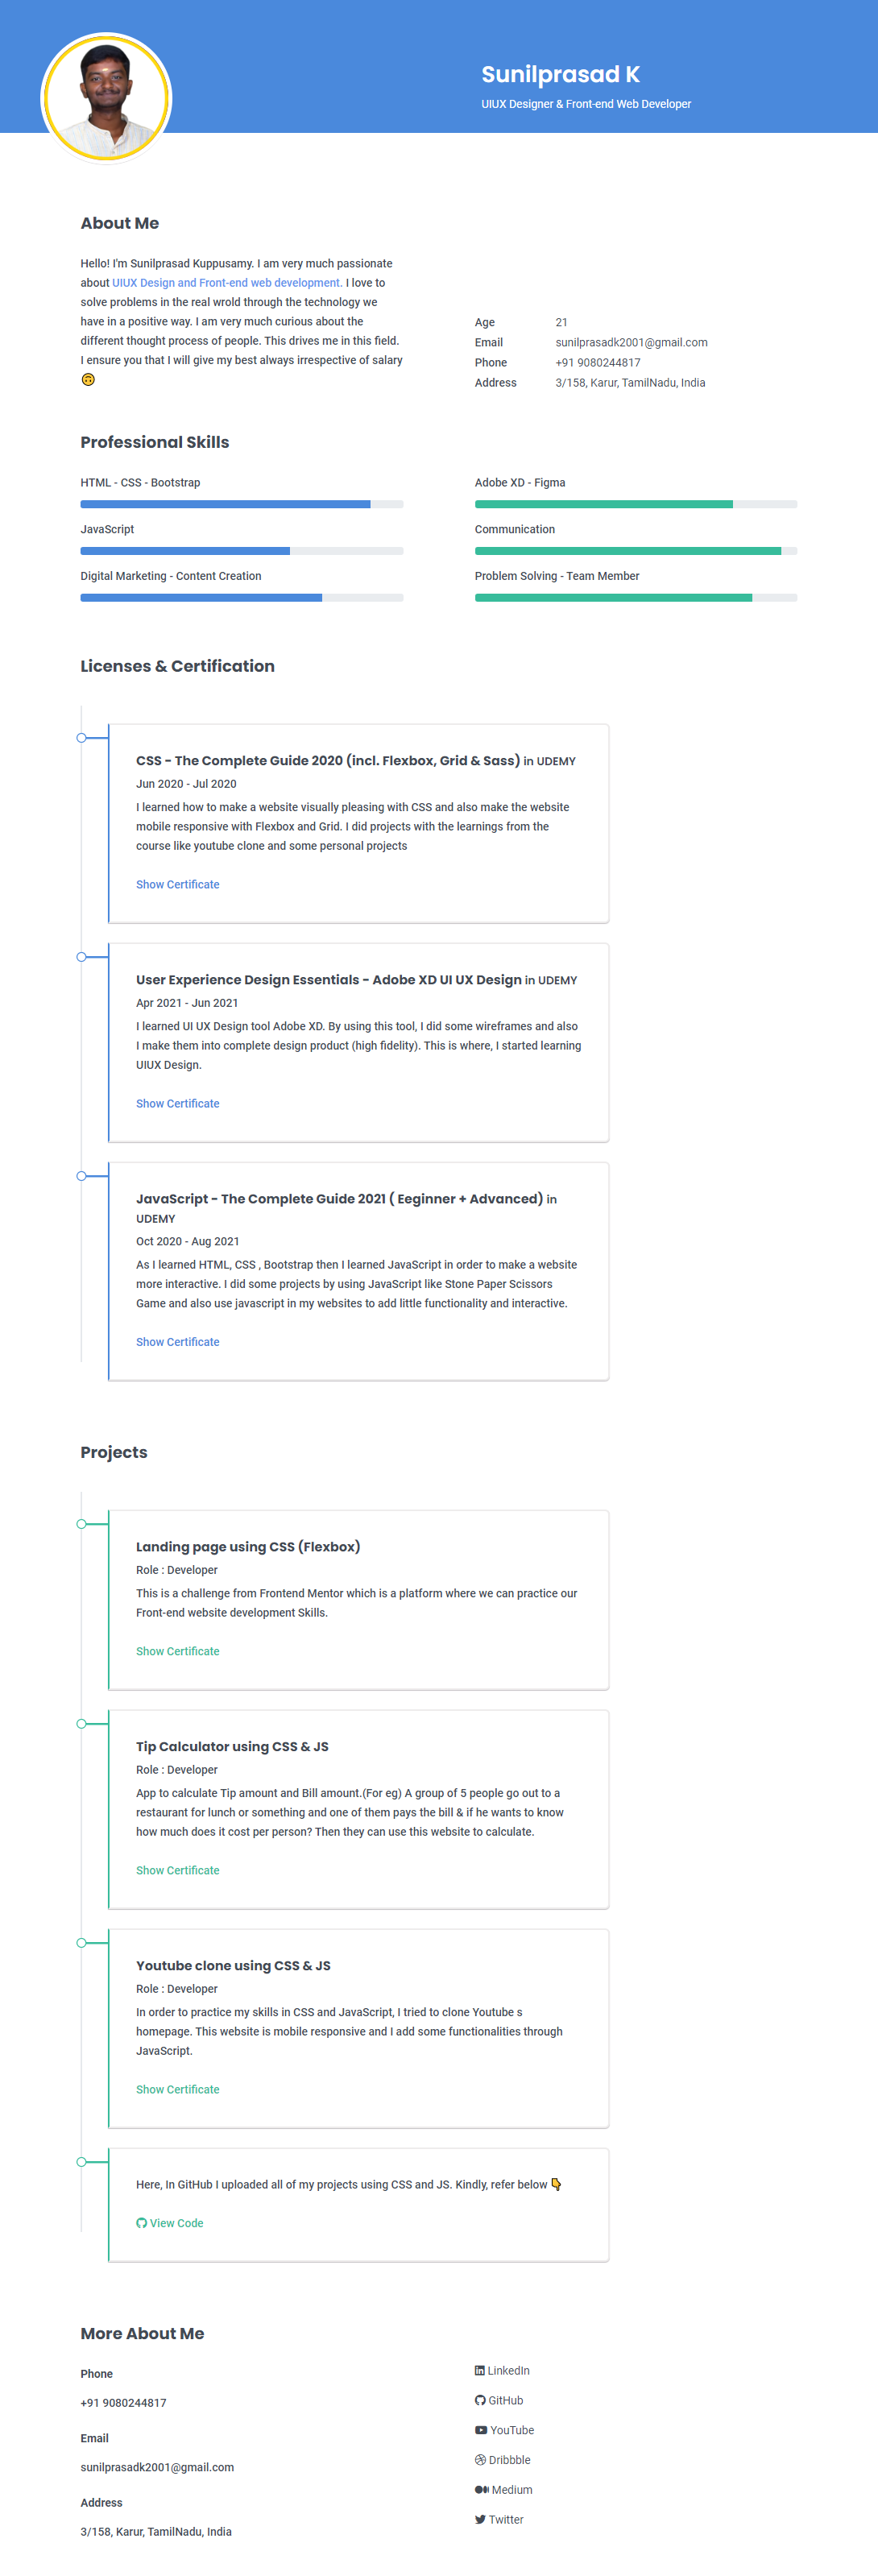 Sunilprasad K
UIUX Designer & Front-end Web Developer
About Me
Hello! I'm Sunilprasad Kuppusamy. I am very much passionate
about UIUX Design and Front-end web development. I love to
solve problems in the real wrold through the technology we
have in a positive way. I am very much curious about the
different thought process of people. This drives me in this field.
I ensure you that I will give my best always irrespective of salary
🙃
Age 21
Email sunilprasadk2001@gmail.com
Phone +91 9080244817
Address 3/158, Karur, TamilNadu, India
Professional Skills
HTML - CSS - Bootstrap
JavaScript
Digital Marketing - Content Creation
Adobe XD - Figma
Communication
Problem Solving - Team Member
Licenses & Certification
CSS - The Complete Guide 2020 (incl. Flexbox, Grid & Sass) in UDEMY
Jun 2020 - Jul 2020
I learned how to make a website visually pleasing with CSS and also make the website
mobile responsive with Flexbox and Grid. I did projects with the learnings from the
course like youtube clone and some personal projects
Show Certificate
User Experience Design Essentials - Adobe XD UI UX Design in UDEMY
Apr 2021 - Jun 2021
I learned UI UX Design tool Adobe XD. By using this tool, I did some wireframes and also
I make them into complete design product (high fidelity). This is where, I started learning
UIUX Design.
Show Certificate
JavaScript - The Complete Guide 2021 ( Eeginner + Advanced) in
UDEMY
Oct 2020 - Aug 2021
As I learned HTML, CSS , Bootstrap then I learned JavaScript in order to make a website
more interactive. I did some projects by using JavaScript like Stone Paper Scissors
Game and also use javascript in my websites to add little functionality and interactive.
Show Certificate
Projects
Landing page using CSS (Flexbox)
Role : Developer
This is a challenge from Frontend Mentor which is a platform where we can practice our
Front-end website development Skills.
Show Certificate
Tip Calculator using CSS & JS
Role : Developer
App to calculate Tip amount and Bill amount.(For eg) A group of 5 people go out to a
restaurant for lunch or something and one of them pays the bill & if he wants to know
how much does it cost per person? Then they can use this website to calculate.
Show Certificate
Youtube clone using CSS & JS
Role : Developer
In order to practice my skills in CSS and JavaScript, I tried to clone Youtube s
homepage. This website is mobile responsive and I add some functionalities through
JavaScript.
Show Certificate
Here, In GitHub I uploaded all of my projects using CSS and JS. Kindly, refer below 👇
View Code
More About Me
Phone
+91 9080244817
Email
sunilprasadk2001@gmail.com
Address
3/158, Karur, TamilNadu, India
LinkedIn
GitHub
YouTube
Dribbble
Medium
Twitter